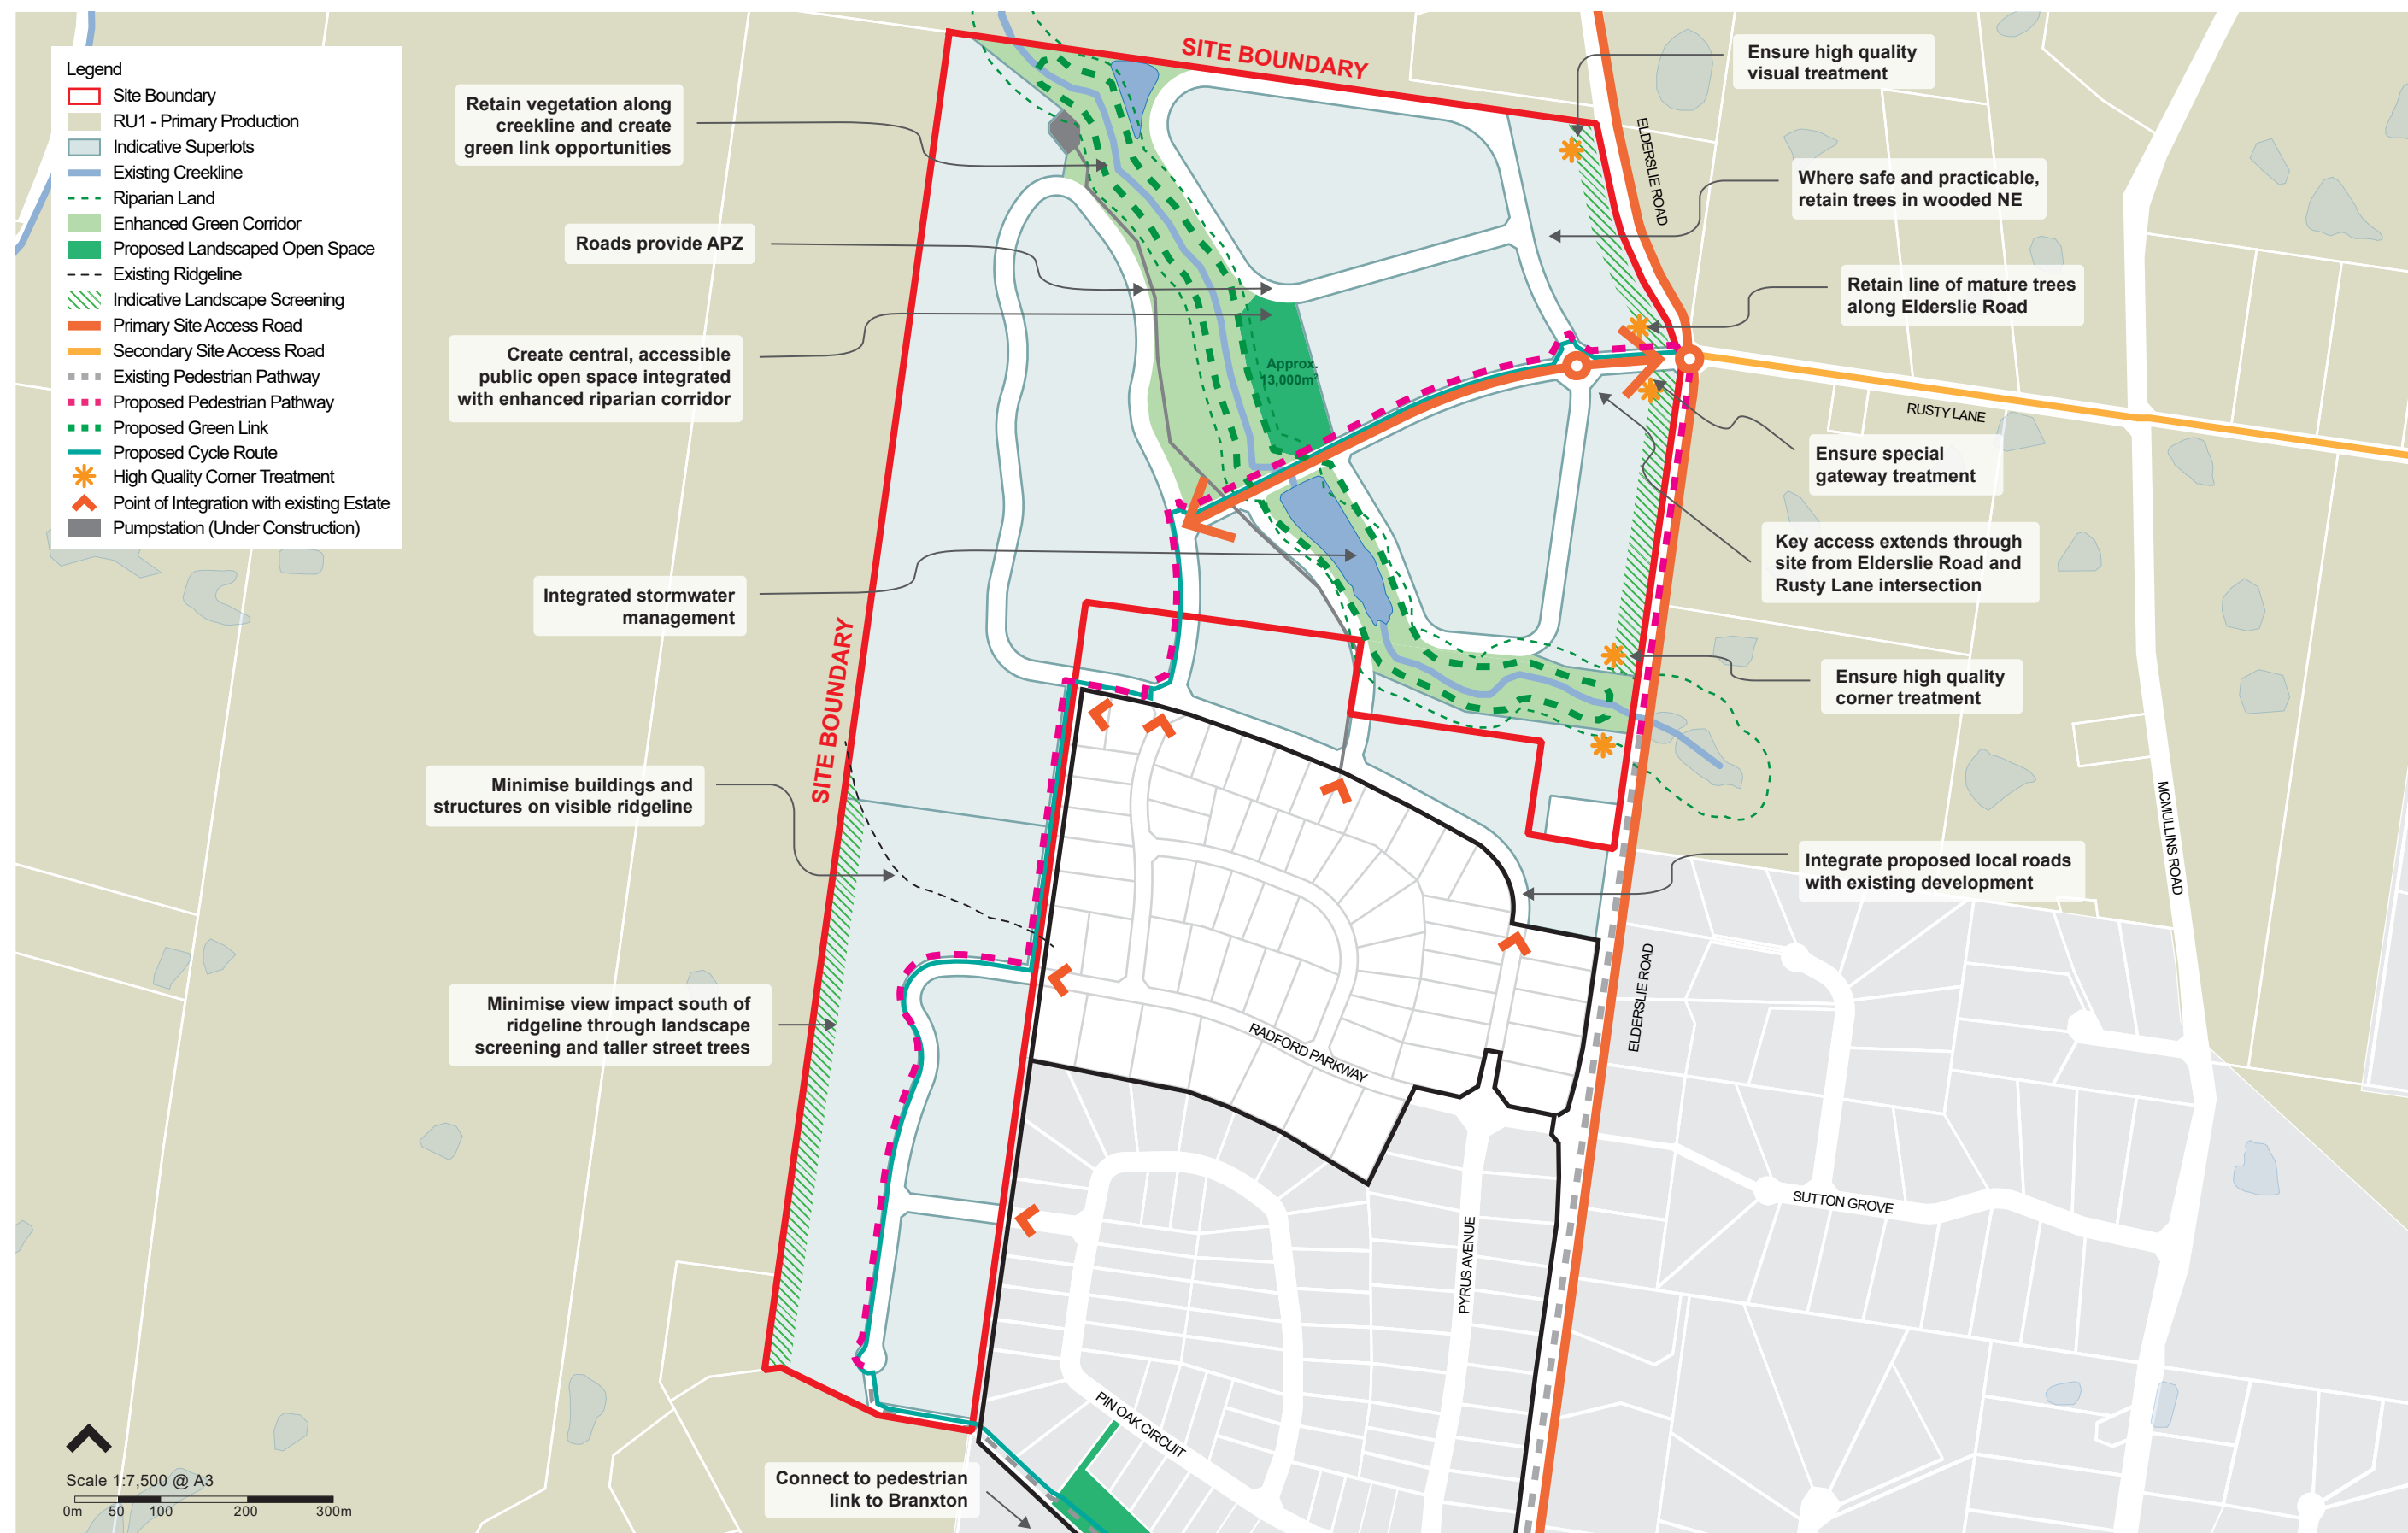 Legend
Site Boundary
RU1 - Primary Production
Indicative Superlots
Existing Creekline
Riparian Land
Enhanced Green Corridor
Proposed Landscaped Open Space
Existing Ridgeline
Indicative Landscape Screening
Primary Site Access Road
Secondary Site Access Road
Existing Pedestrian Pathway
Proposed Pedestrian Pathway
Proposed Green Link
Proposed Cycle Route
High Quality Corner Treatment
Point of Integration with existing Estate
Pumpstation (Under Construction)
SITE BOUNDARY
Retain vegetation along
creekline and create
green link opportunities
Roads provide APZ
Create central, accessible
public open space integrated
with enhanced riparian corridor
Integrated stormwater
management
SITE BOUNDARY
Minimise buildings and
structures on visible ridgeline
Minimise view impact south of
ridgeline through landscape
screening and taller street trees
Connect to pedestrian
link to Branxton
Approx.
13,000m²
Ensure high quality
visual treatment
ELDERSLIE ROAD
Where safe and practicable,
retain trees in wooded NE
Retain line of mature trees
along Elderslie Road
RUSTY LANE
Ensure special
gateway treatment
Key access extends through
site from Elderslie Road and
Rusty Lane intersection
Ensure high quality
corner treatment
MCMULLINS ROAD
Integrate proposed local roads
with existing development
ELDERSLIE ROAD
RADFORD PARKWAY
PYRUS AVENUE
SUTTON GROVE
PIN OAK CIRCUIT
Scale 1:7,500 @ A3
0m 50 100 200 300m